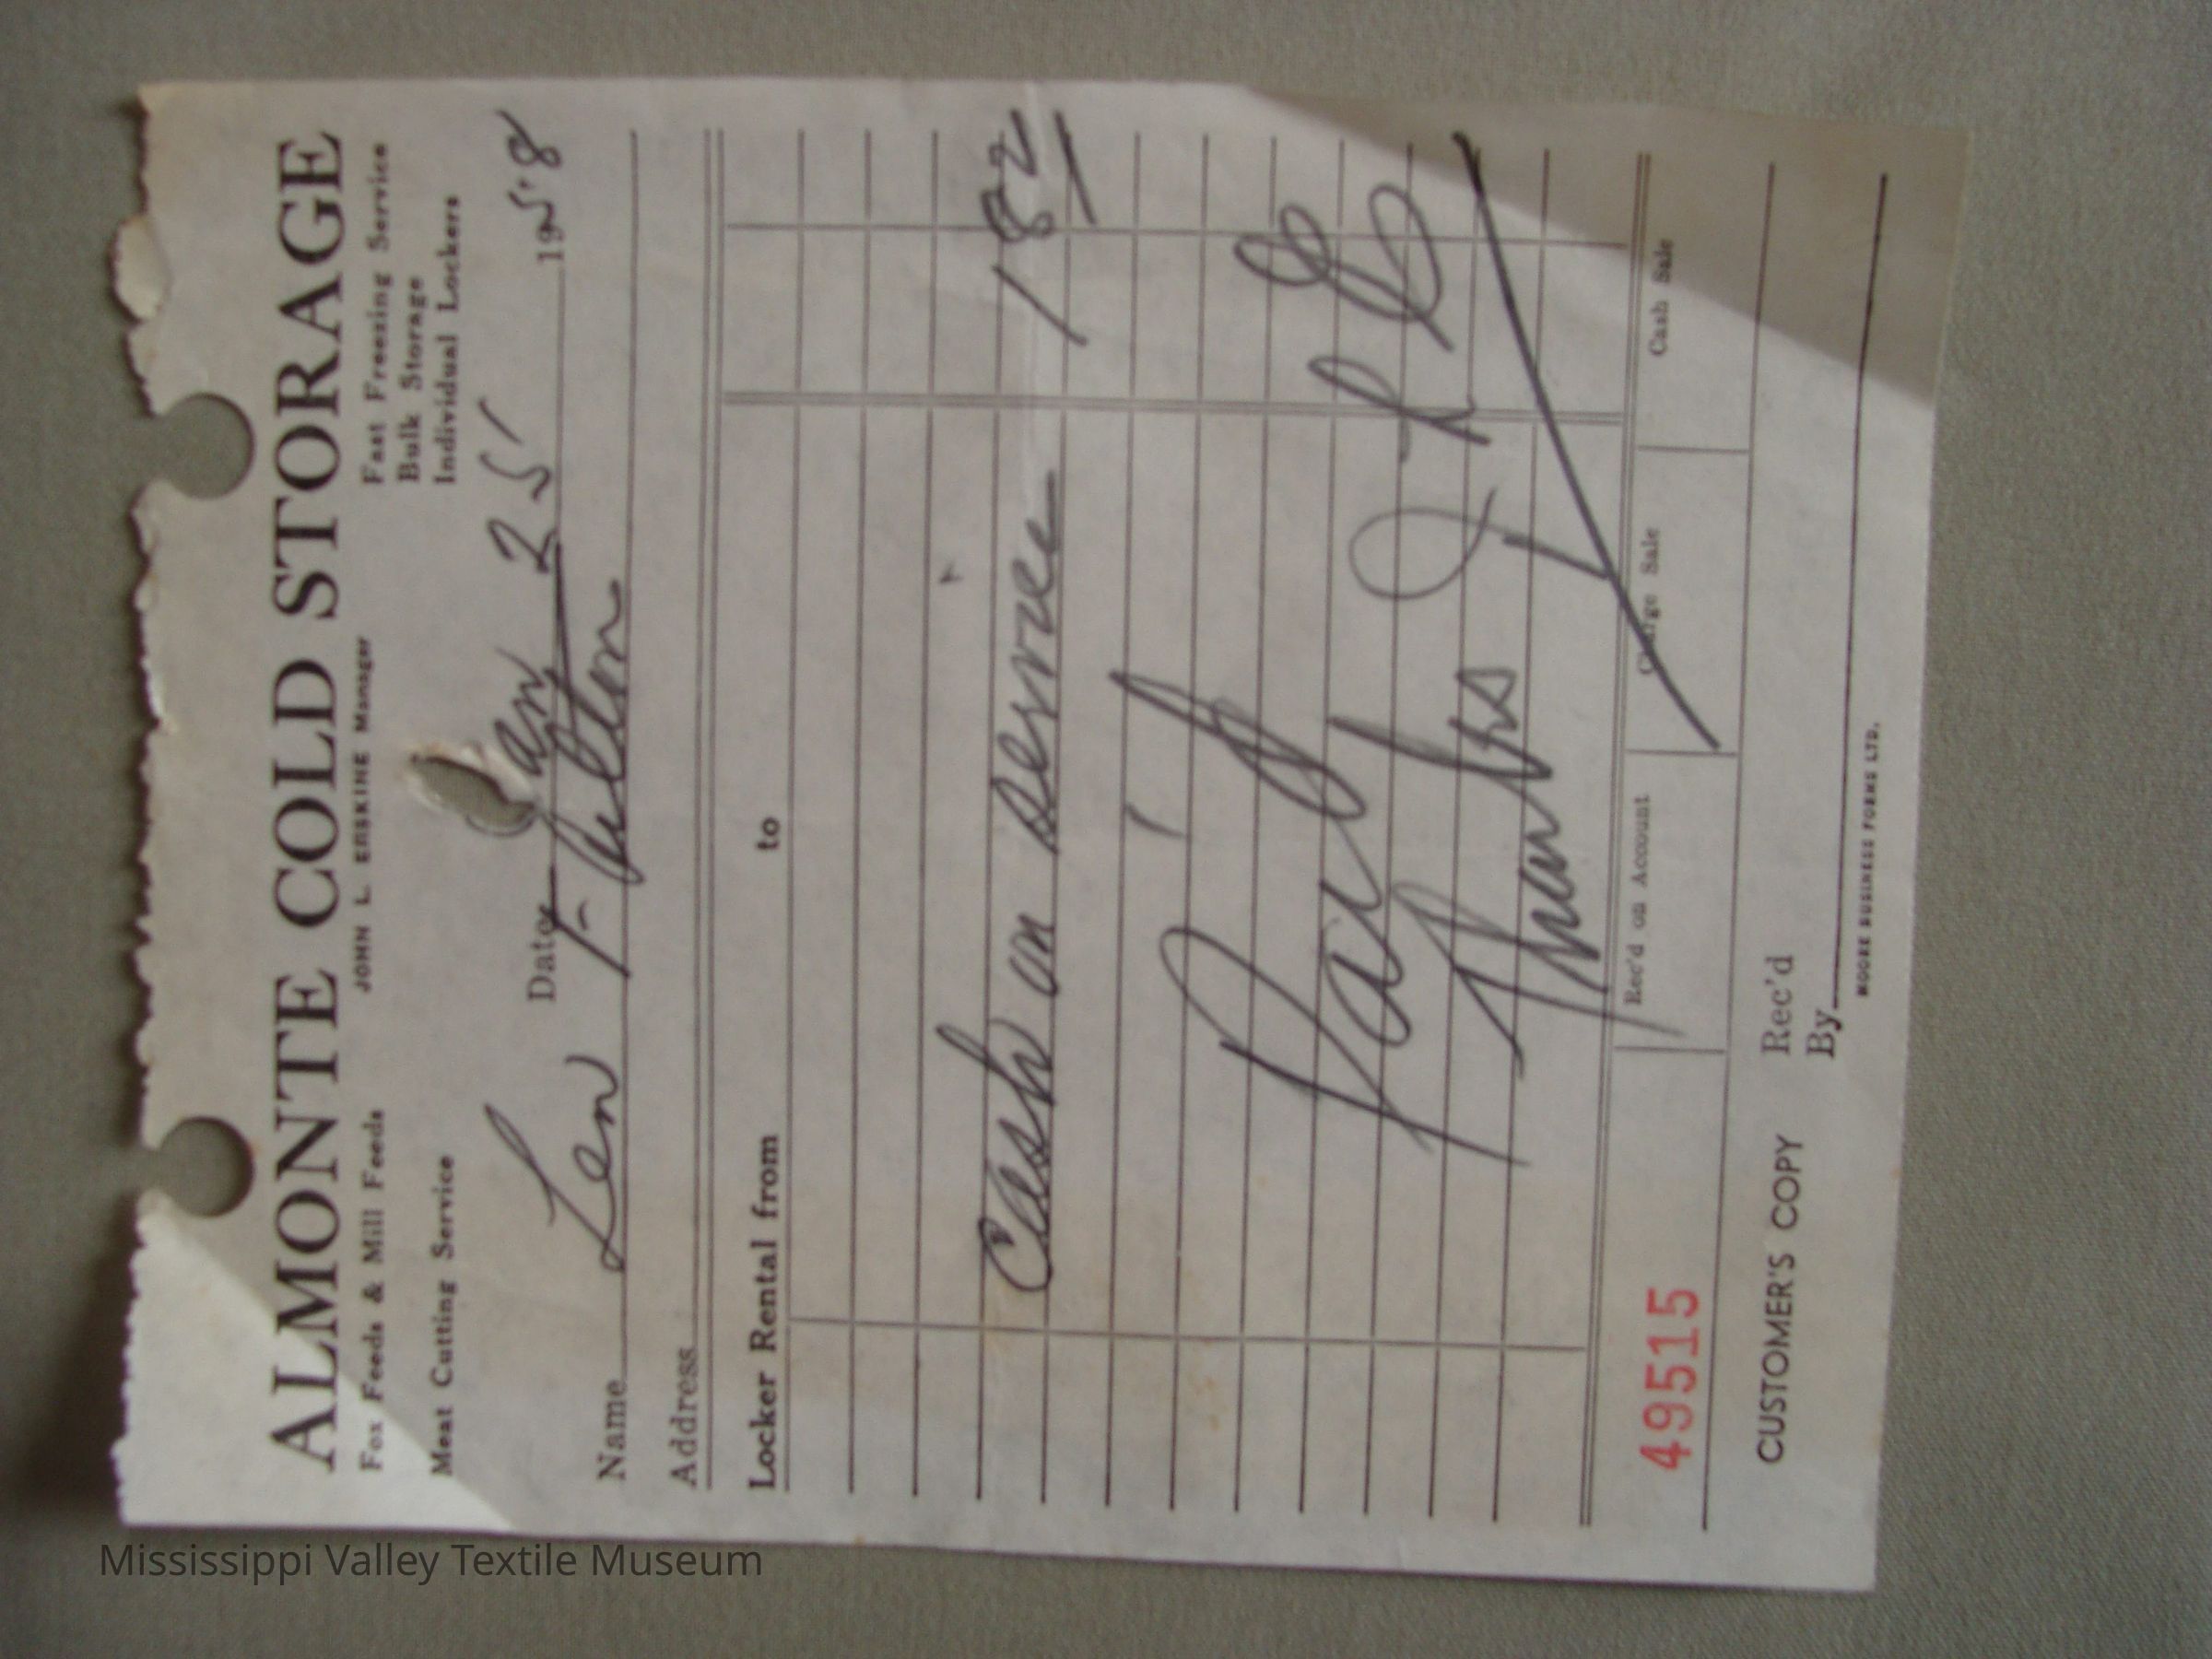 ALMONTE COLD STORAGE
Fox Feeds & Mill Feeds JOHN L. ERSKINE Manager Fast Freezing Service
Bulk Storage
Meat Cutting Service Individual Lockers
Date Jan 25 1958
Name Len Fulton
Address
Locker Rental from to
Cash on service 1 82
Paid
Thanks
Rec'd on Account Charge Sale Cash Sale
49515
CUSTOMER'S COPY Rec'd
By
MOORE BUSINESS FORMS LTD.
Mississippi Valley Textile Museum